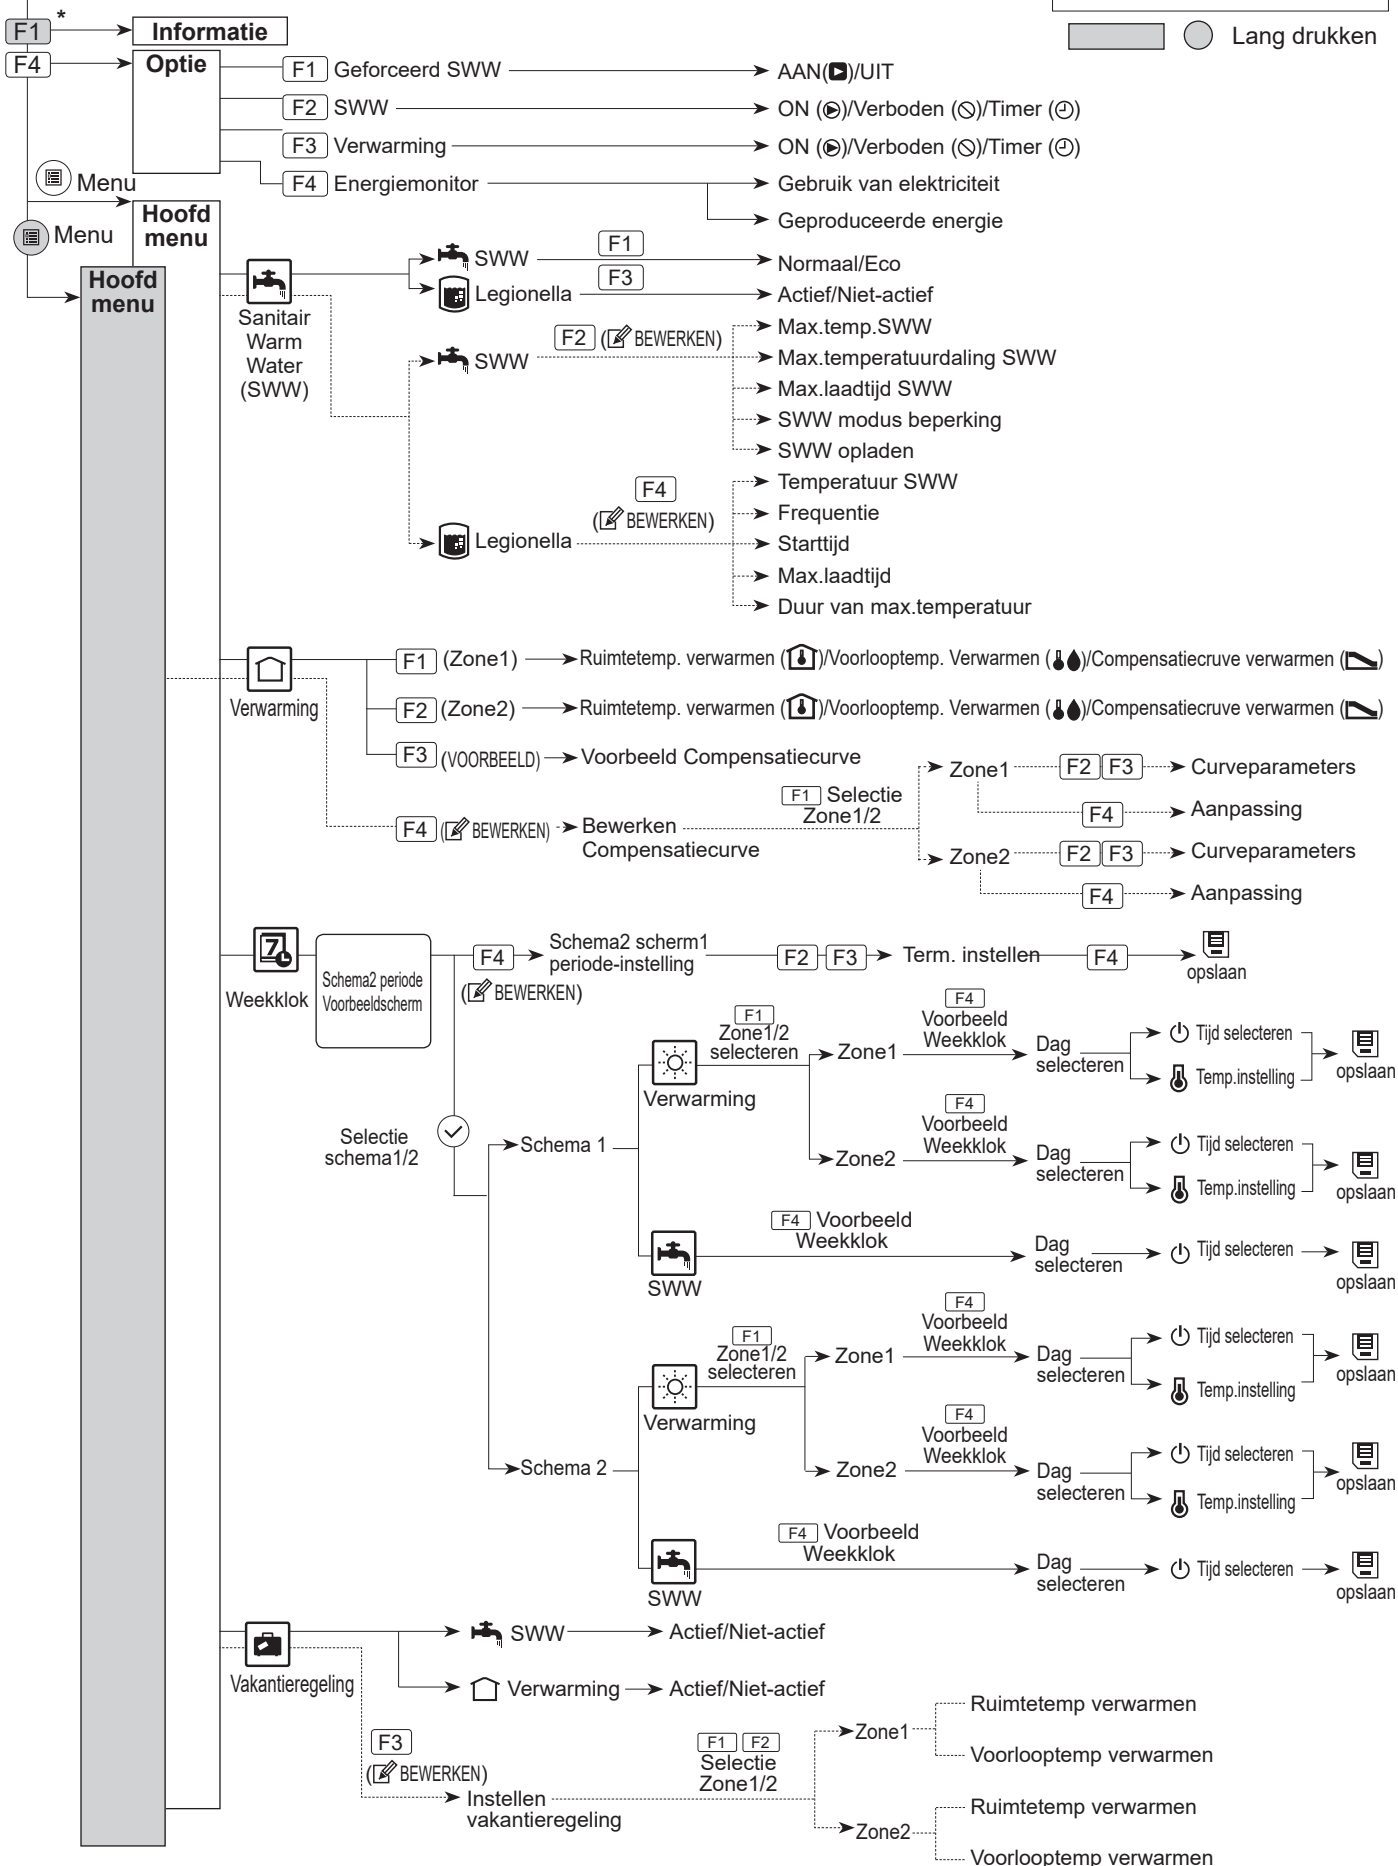 *
F1 Informatie
Lang drukken
F4 Optie
F1 Geforceerd SWW AAN()/UIT
F2 SWW ON ()/Verboden ()/Timer ()
F3 Verwarming ON ()/Verboden ()/Timer ()
F4 Energiemonitor Gebruik van elektriciteit
Geproduceerde energie
Menu
Hoofd
menu
Menu
Hoofd
menu
Sanitair
Warm
Water
(SWW)
SWW F1 Normaal/Eco
Legionella F3 Actief/Niet-actief
SWW F2 (BEWERKEN)
Max.temp.SWW
Max.temperatuurdaling SWW
Max.laadtijd SWW
SWW modus beperking
SWW opladen
Legionella F4
(BEWERKEN)
Temperatuur SWW
Frequentie
Starttijd
Max.laadtijd
Duur van max.temperatuur
Verwarming
F1 (Zone1) Ruimtetemp. verwarmen ()/Voorlooptemp. Verwarmen ()/Compensatiecruve verwarmen ()
F2 (Zone2) Ruimtetemp. verwarmen ()/Voorlooptemp. Verwarmen ()/Compensatiecruve verwarmen ()
F3 (VOORBEELD) Voorbeeld Compensatiecurve
F4 (BEWERKEN) Bewerken
Compensatiecurve
F1 Selectie
Zone1/2
Zone1 F2 F3 Curveparameters
F4 Aanpassing
Zone2 F2 F3 Curveparameters
F4 Aanpassing
7
Weekklok
Schema2 periode
Voorbeeldscherm
F4
(BEWERKEN)
Schema2 scherm1
periode-instelling
F2 F3 Term. instellen F4
opslaan
Selectie
schema1/2
Schema 1
Verwarming
F1
Zone1/2
selecteren
Zone1
F4
Voorbeeld
Weekklok
Dag
selecteren
Tijd selecteren
Temp.instelling
opslaan
Zone2
F4
Voorbeeld
Weekklok
Dag
selecteren
Tijd selecteren
Temp.instelling
opslaan
SWW
F4 Voorbeeld
Weekklok
Dag
selecteren
Tijd selecteren
opslaan
Schema 2
Verwarming
F1
Zone1/2
selecteren
Zone1
F4
Voorbeeld
Weekklok
Dag
selecteren
Tijd selecteren
Temp.instelling
opslaan
Zone2
F4
Voorbeeld
Weekklok
Dag
selecteren
Tijd selecteren
Temp.instelling
opslaan
SWW
F4 Voorbeeld
Weekklok
Dag
selecteren
Tijd selecteren
opslaan
Vakantieregeling
SWW Actief/Niet-actief
Verwarming Actief/Niet-actief
F3
(BEWERKEN)
Instellen
vakantieregeling
F1 F2
Selectie
Zone1/2
Zone1
Ruimtetemp verwarmen
Voorlooptemp verwarmen
Zone2
Ruimtetemp verwarmen
Voorlooptemp verwarmen